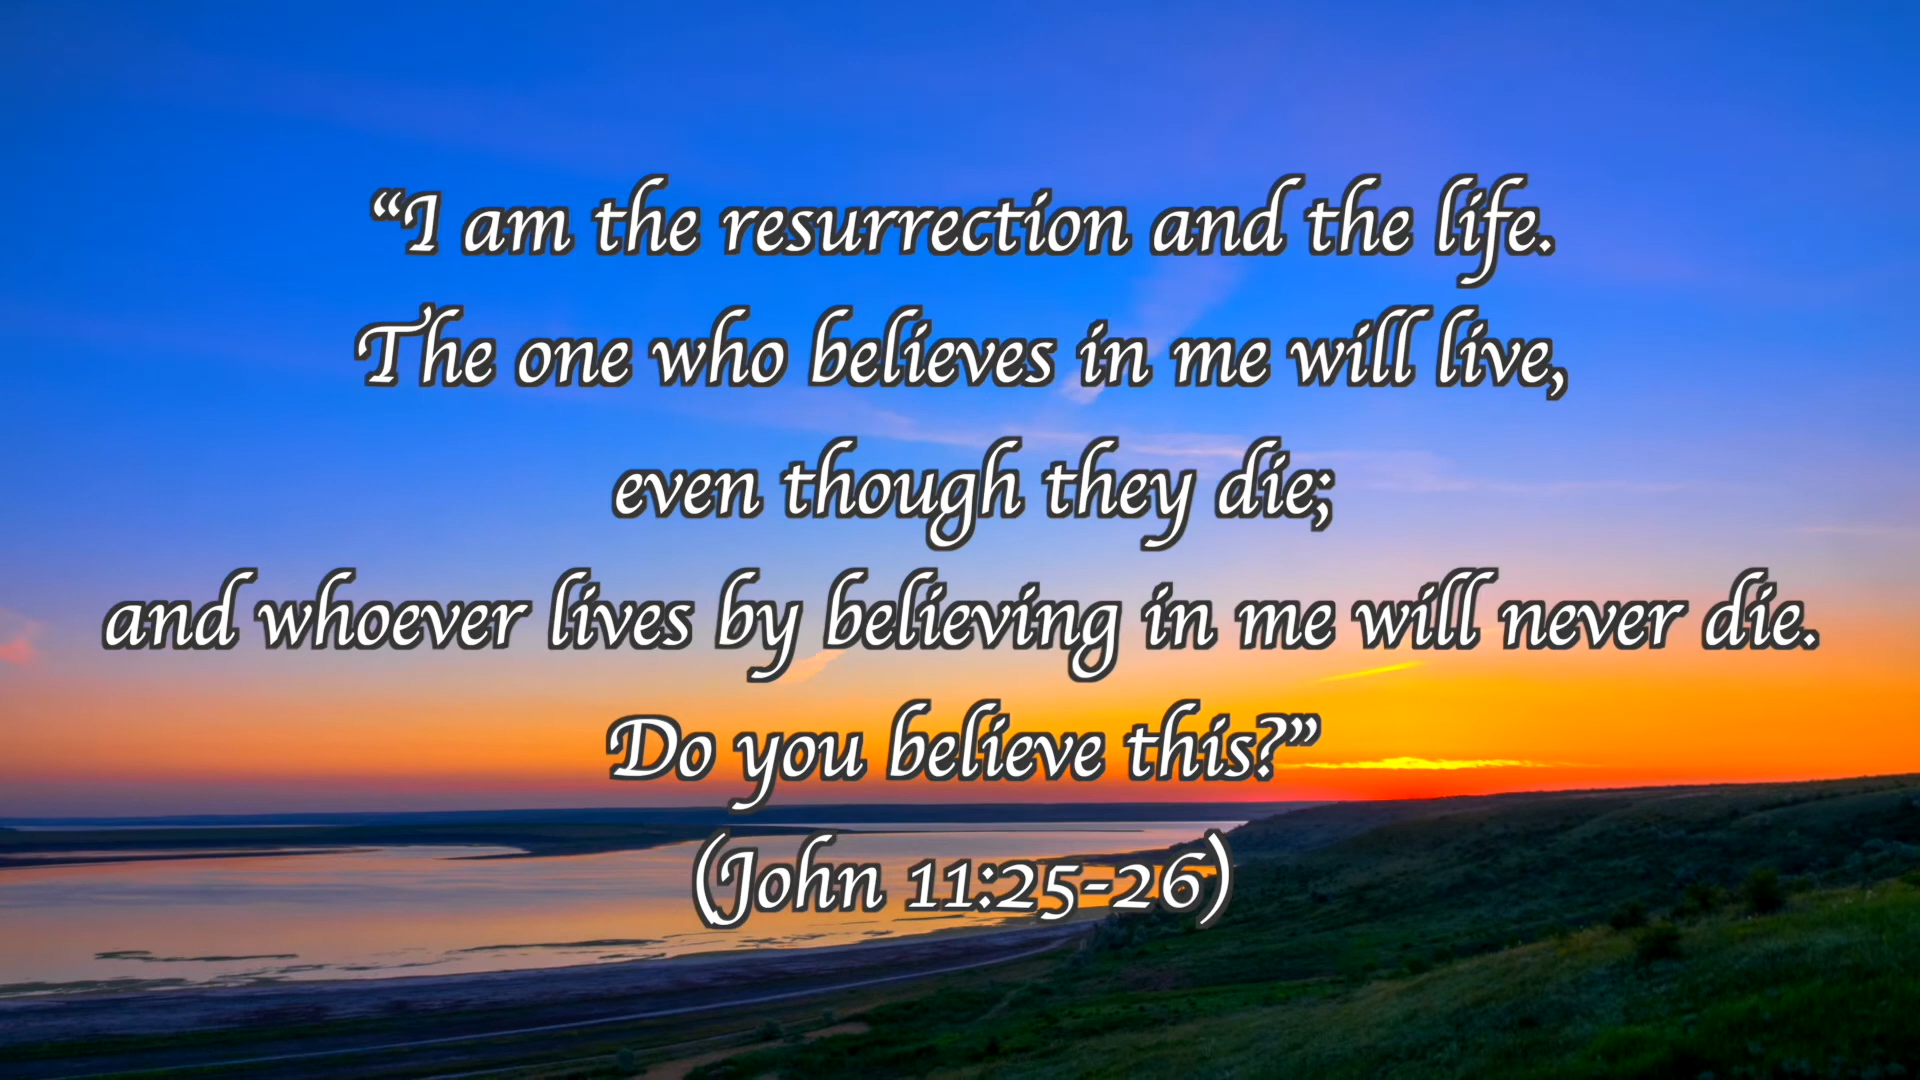 “I am the resurrection and the life.
The one who believes in me will live,
even though they die;
and whoever lives by believing in me will never die.
Do you believe this?”
(John 11:25-26)